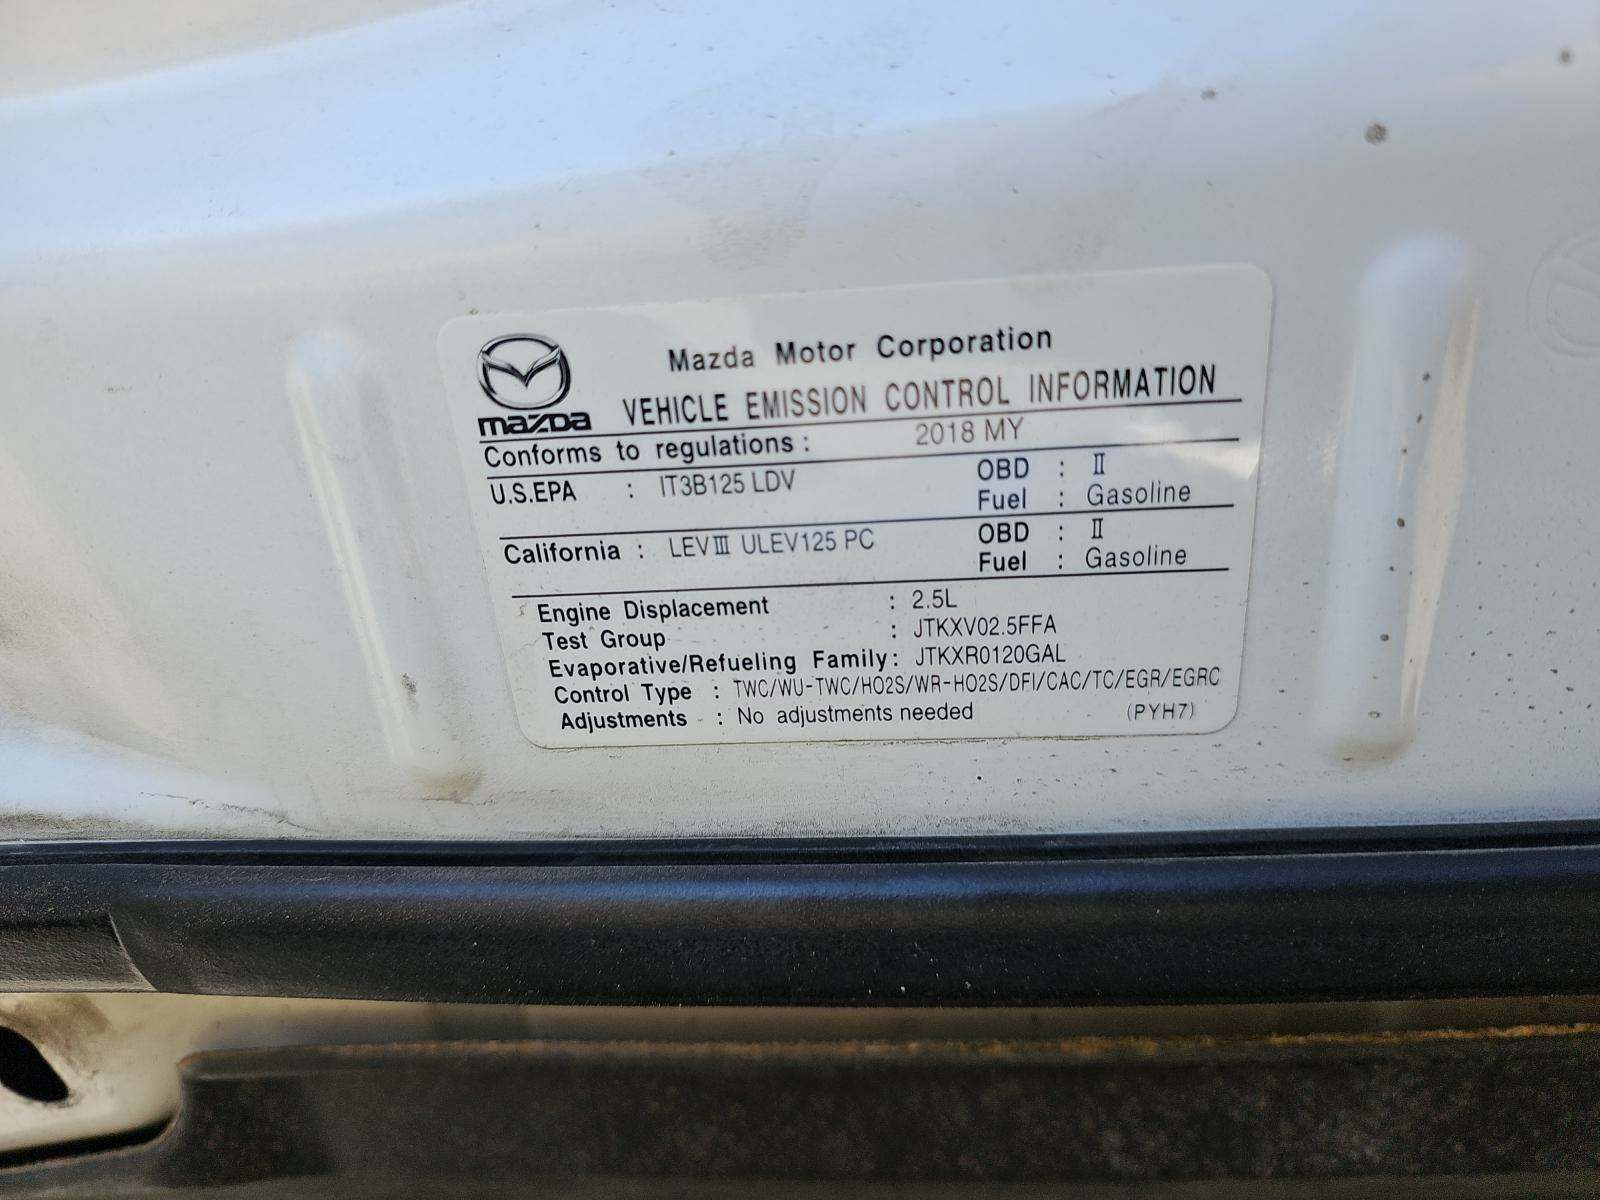 Mazda Motor Corporation
mazda VEHICLE EMISSION CONTROL INFORMATION
Conforms to regulations : 2018 MY
U.S.EPA : IT3B125 LDV OBD : II
Fuel : Gasoline
California : LEVIII ULEV125 PC OBD : II
Fuel : Gasoline
Engine Displacement : 2.5L
Test Group : JTKXV02.5FFA
Evaporative/Refueling Family: JTKXR0120GAL
Control Type : TWC/WU-TWC/HO2S/WR-HO2S/DFI/CAC/TC/EGR/EGRC
Adjustments : No adjustments needed (PYH7)